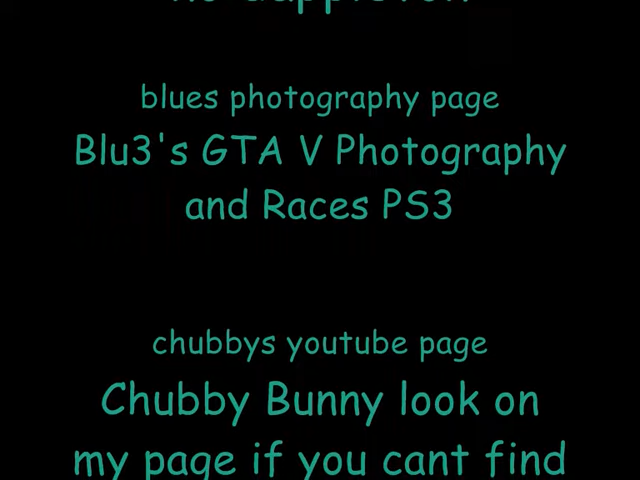 blues photography page
Blu3's GTA V Photography
and Races PS3
chubbys youtube page
Chubby Bunny look on
my page if you cant find